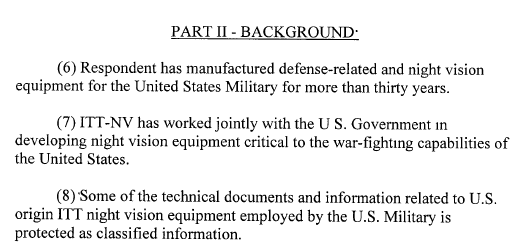 PART II - BACKGROUND
(6) Respondent has manufactured defense-related and night vision
equipment for the United States Military for more than thirty years.
(7) ITT-NV has worked jointly with the U S. Government in
developing night vision equipment critical to the war-fighting capabilities of
the United States.
(8) Some of the technical documents and information related to U.S.
origin ITT night vision equipment employed by the U.S. Military is
protected as classified information.